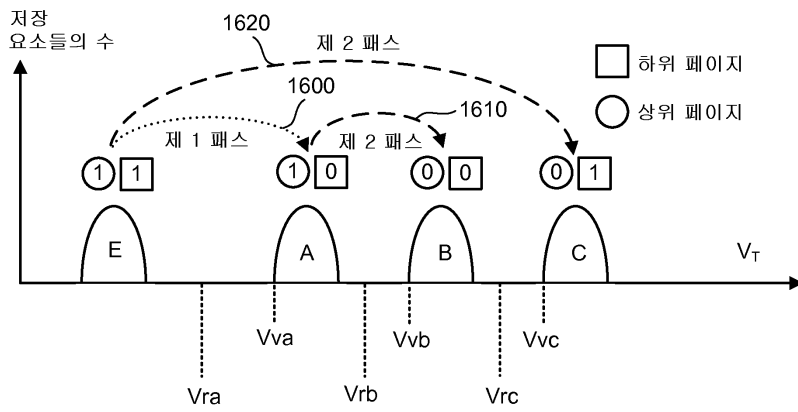 저장
요소들의 수
1620
제 2 패스
1600
1610
제 1 패스
제 2 패스
하위 페이지
상위 페이지
1 1
1 0
0 0
0 1
E
A
B
C
VT
Vva
Vvb
Vvc
Vra
Vrb
Vrc